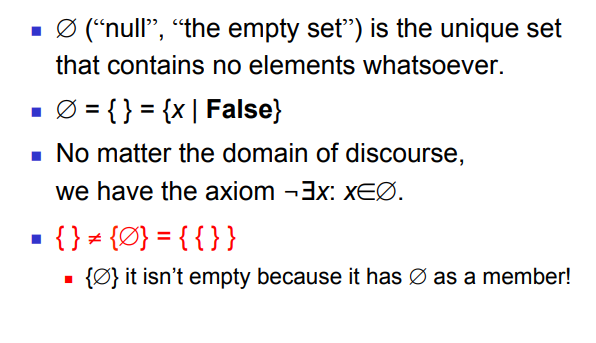 ▪ ∅ (“null”, “the empty set”) is the unique set
that contains no elements whatsoever.
▪ ∅ = { } = {x | False}
▪ No matter the domain of discourse,
we have the axiom ¬∃x: x∈∅.
▪ { } ≠ {∅} = { { } }
▪ {∅} it isn’t empty because it has ∅ as a member!